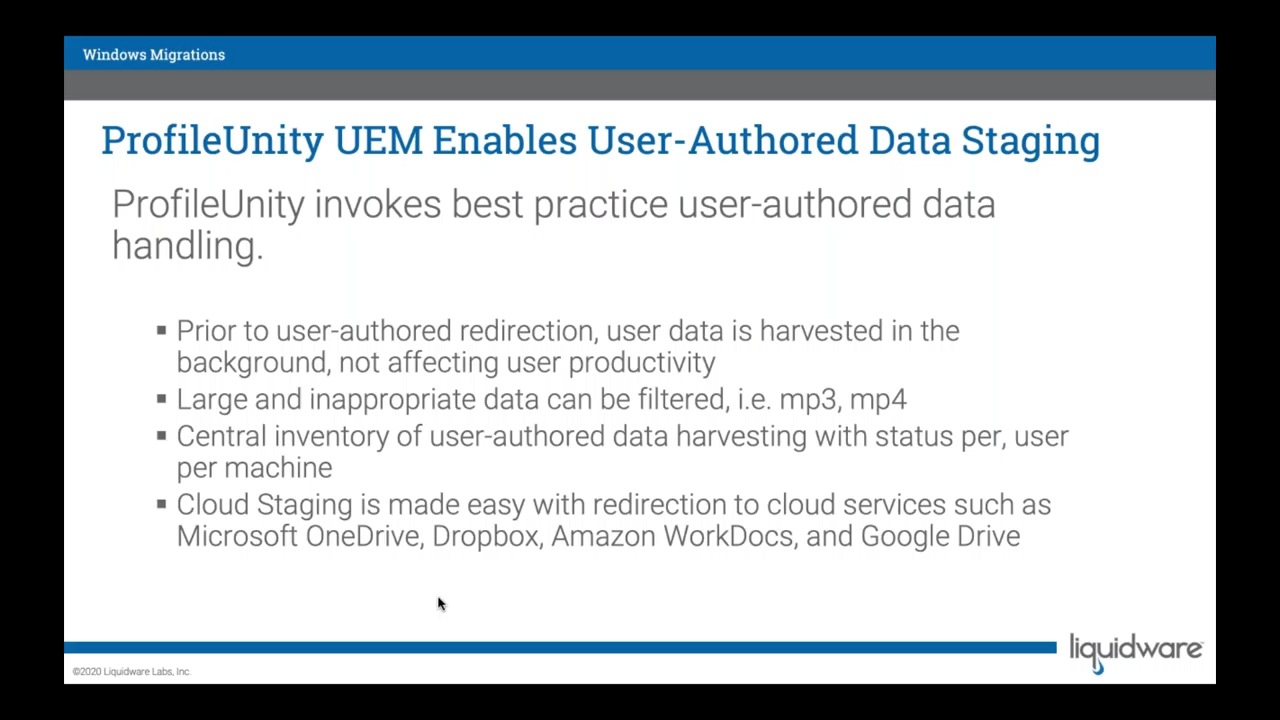 Windows Migrations
ProfileUnity UEM Enables User-Authored Data Staging
ProfileUnity invokes best practice user-authored data
handling.
▪ Prior to user-authored redirection, user data is harvested in the
background, not affecting user productivity
▪ Large and inappropriate data can be filtered, i.e. mp3, mp4
▪ Central inventory of user-authored data harvesting with status per, user
per machine
▪ Cloud Staging is made easy with redirection to cloud services such as
Microsoft OneDrive, Dropbox, Amazon WorkDocs, and Google Drive
liquidware
©2020 Liquidware Labs, Inc.